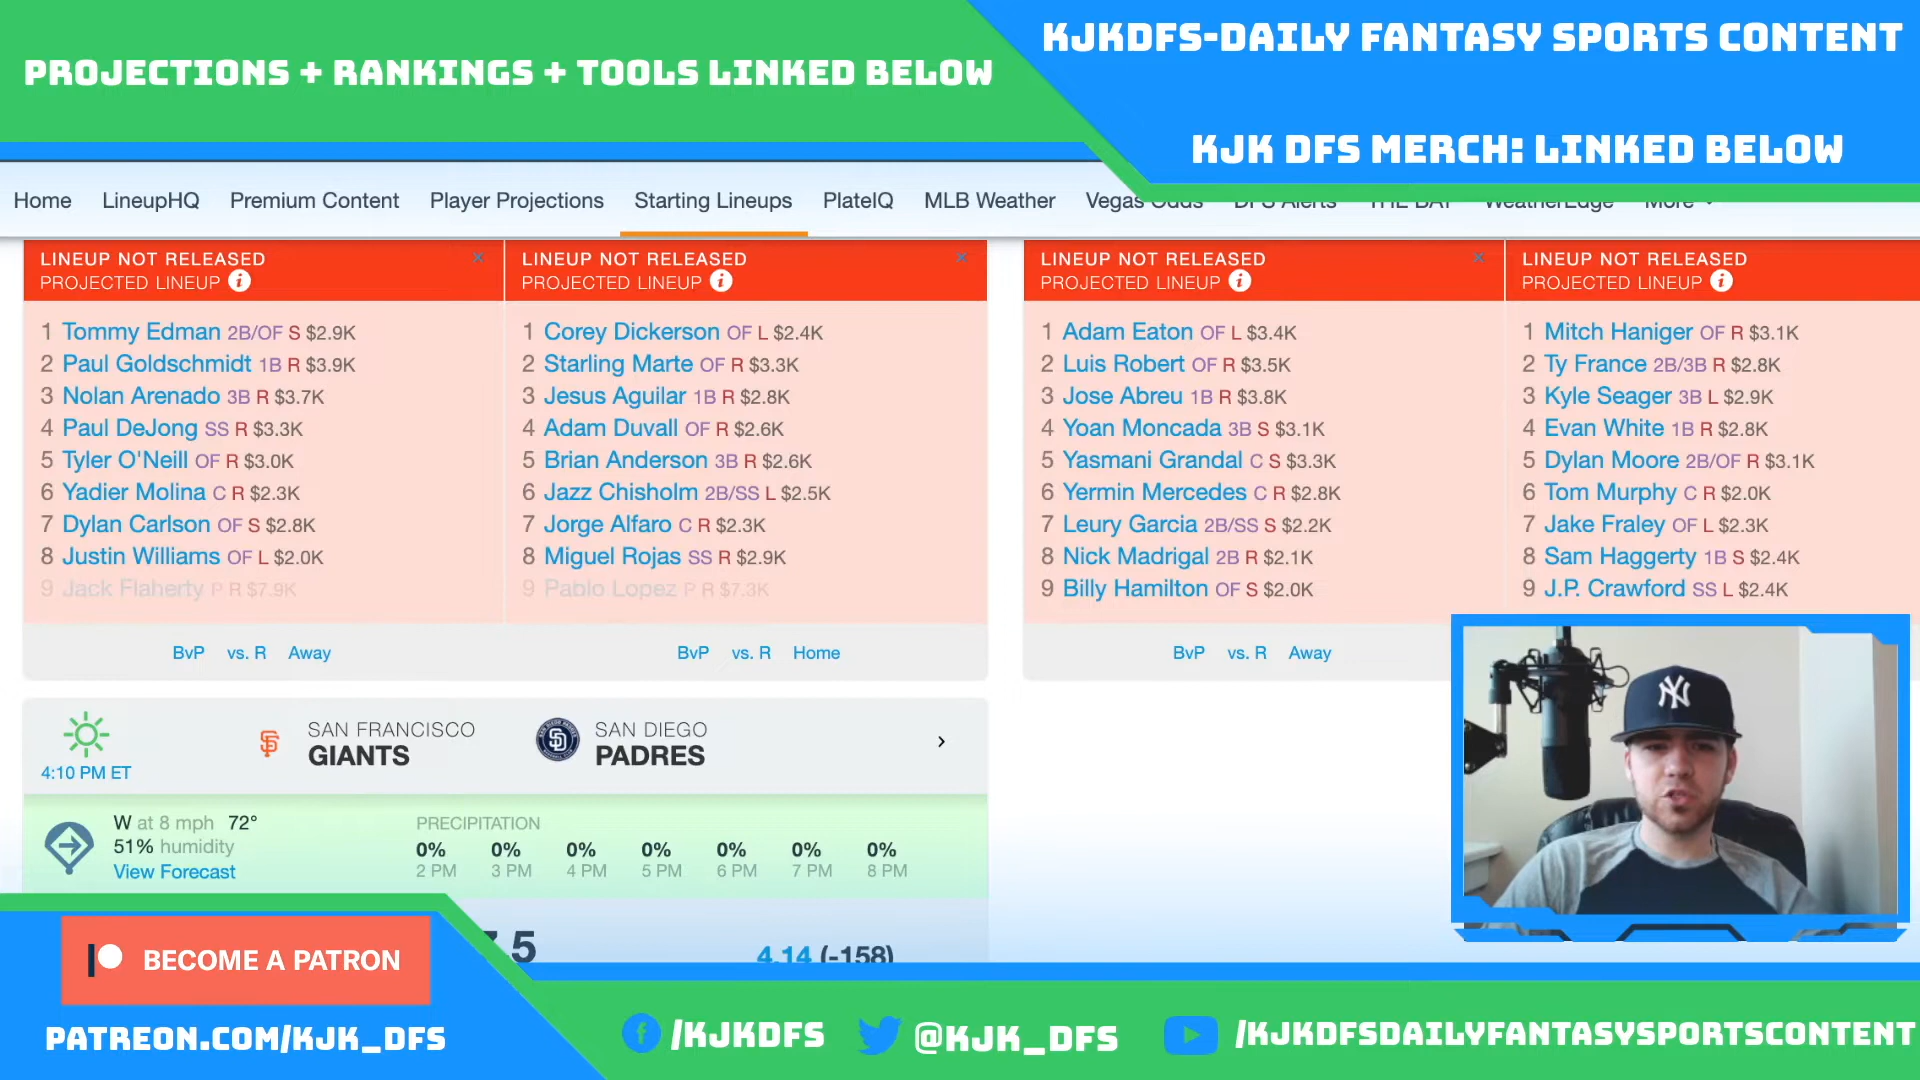 PROJECTIONS + RANKINGS + TOOLS LINKED BELOW
KJKDFS-DAILY FANTASY SPORTS CONTENT
KJK DFS MERCH: LINKED BELOW
Home LineupHQ Premium Content Player Projections Starting Lineups PlateIQ MLB Weather Vegas Odds DFS Alerts THE BAT WeatherEdge More
LINEUP NOT RELEASED
PROJECTED LINEUP
1 Tommy Edman 2B/OF S $2.9K
2 Paul Goldschmidt 1B R $3.9K
3 Nolan Arenado 3B R $3.7K
4 Paul DeJong SS R $3.3K
5 Tyler O'Neill OF R $3.0K
6 Yadier Molina C R $2.3K
7 Dylan Carlson OF S $2.8K
8 Justin Williams OF L $2.0K
9 Jack Flaherty P R $7.9K
BvP vs. R Away
LINEUP NOT RELEASED
PROJECTED LINEUP
1 Corey Dickerson OF L $2.4K
2 Starling Marte OF R $3.3K
3 Jesus Aguilar 1B R $2.8K
4 Adam Duvall OF R $2.6K
5 Brian Anderson 3B R $2.6K
6 Jazz Chisholm 2B/SS L $2.5K
7 Jorge Alfaro C R $2.3K
8 Miguel Rojas SS R $2.9K
9 Pablo Lopez P R $7.3K
BvP vs. R Home
LINEUP NOT RELEASED
PROJECTED LINEUP
1 Adam Eaton OF L $3.4K
2 Luis Robert OF R $3.5K
3 Jose Abreu 1B R $3.8K
4 Yoan Moncada 3B S $3.1K
5 Yasmani Grandal C S $3.3K
6 Yermin Mercedes C R $2.8K
7 Leury Garcia 2B/SS S $2.2K
8 Nick Madrigal 2B R $2.1K
9 Billy Hamilton OF S $2.0K
BvP vs. R Away
LINEUP NOT RELEASED
PROJECTED LINEUP
1 Mitch Haniger OF R $3.1K
2 Ty France 2B/3B R $2.8K
3 Kyle Seager 3B L $2.9K
4 Evan White 1B R $2.8K
5 Dylan Moore 2B/OF R $3.1K
6 Tom Murphy C R $2.0K
7 Jake Fraley OF L $2.3K
8 Sam Haggerty 1B S $2.4K
9 J.P. Crawford SS L $2.4K
4:10 PM ET
SAN FRANCISCO
GIANTS
SAN DIEGO
PADRES
W at 8 mph 72°
51% humidity
View Forecast
PRECIPITATION
0% 0% 0% 0% 0% 0% 0%
2 PM 3 PM 4 PM 5 PM 6 PM 7 PM 8 PM
7.5
4.14 (-158)
BECOME A PATRON
PATREON.COM/KJK_DFS
/KJKDFS
@KJK_DFS
/KJKDFSDAILYFANTASYSPORTSCONTENT